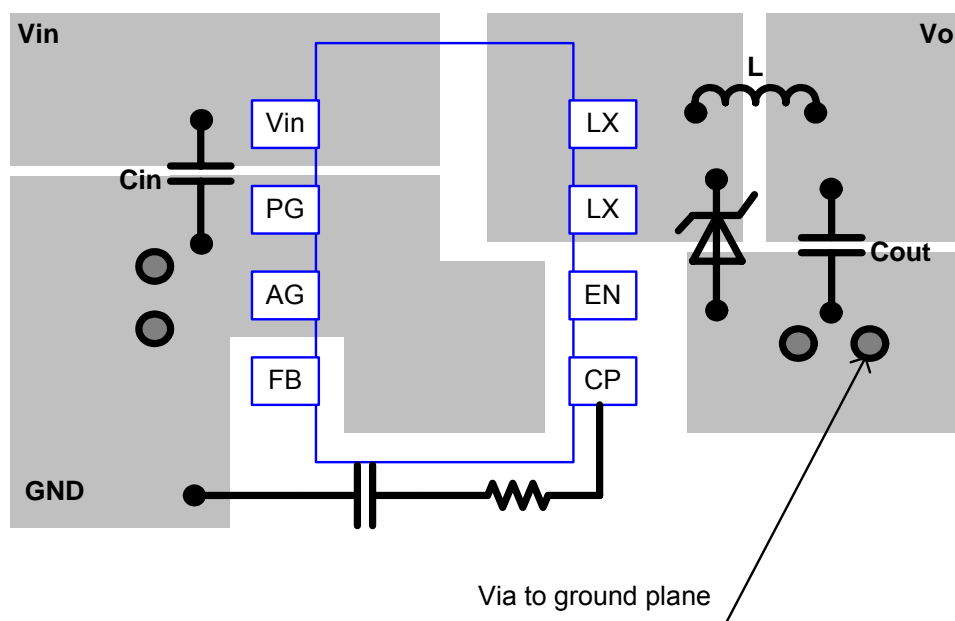 Vin
Vo
L
Vin
LX
Cin
PG
LX
Cout
AG
EN
FB
CP
GND
Via to ground plane